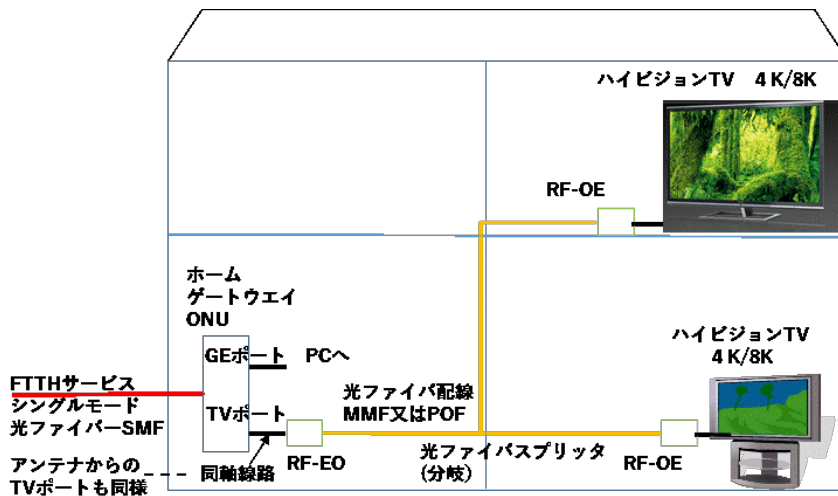 ハイビジョンTV 4K/8K
RF-OE
ホーム
ゲートウエイ
ONU
GEポート PCへ
ハイビジョンTV
4K/8K
FTTHサービス
シングルモード
光ファイバーSMF
TVポート
光ファイバ配線
MMF又はPOF
アンテナからの
TVポートも同様
同軸線路
RF-EO
光ファイバスプリッタ
(分岐)
RF-OE